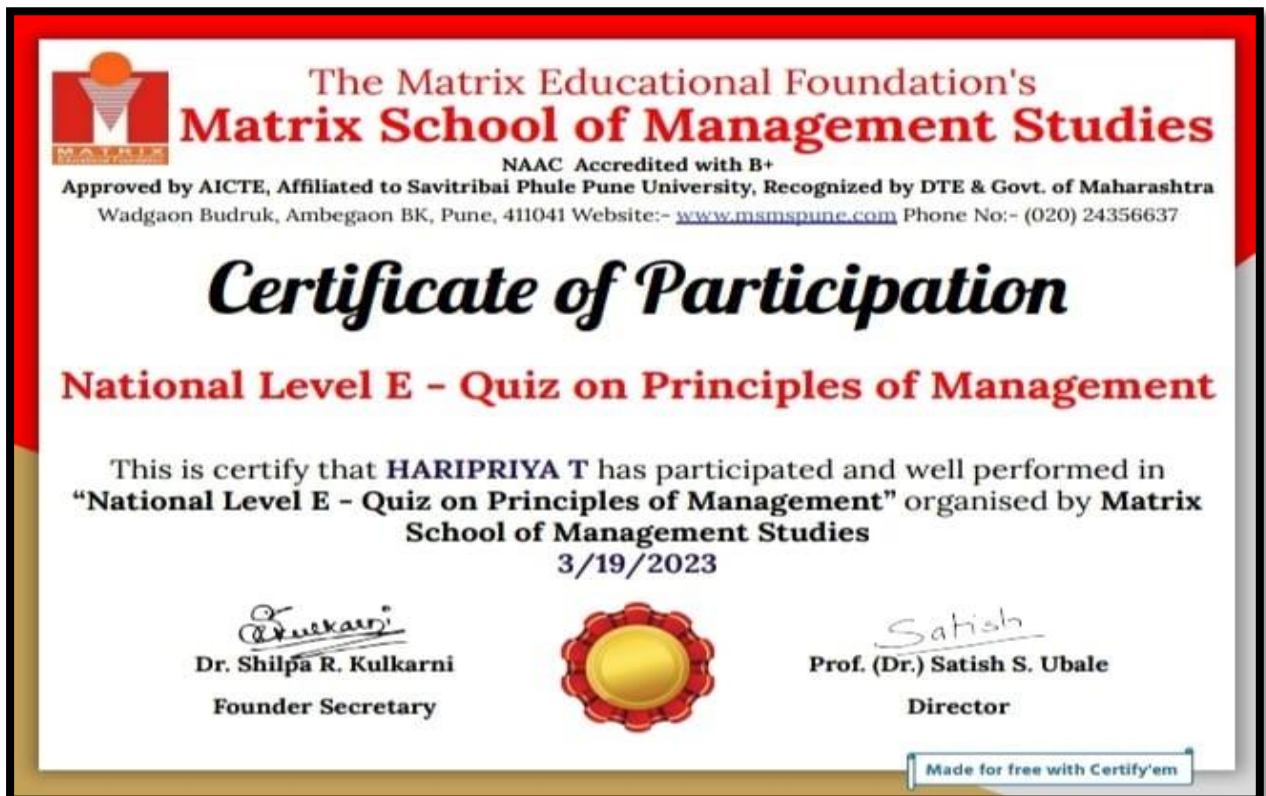 The Matrix Educational Foundation's
Matrix School of Management Studies
MATRIX
Educational Foundation
NAAC Accredited with B+
Approved by AICTE, Affiliated to Savitribai Phule Pune University, Recognized by DTE & Govt. of Maharashtra
Wadgaon Budruk, Ambegaon BK, Pune, 411041 Website:- www.msmspune.com Phone No:- (020) 24356637
Certificate of Participation
National Level E - Quiz on Principles of Management
This is certify that HARIPRIYA T has participated and well performed in
“National Level E - Quiz on Principles of Management” organised by Matrix
School of Management Studies
3/19/2023
SKulkarni Satish
Dr. Shilpa R. Kulkarni Prof. (Dr.) Satish S. Ubale
Founder Secretary Director
Made for free with Certify'em